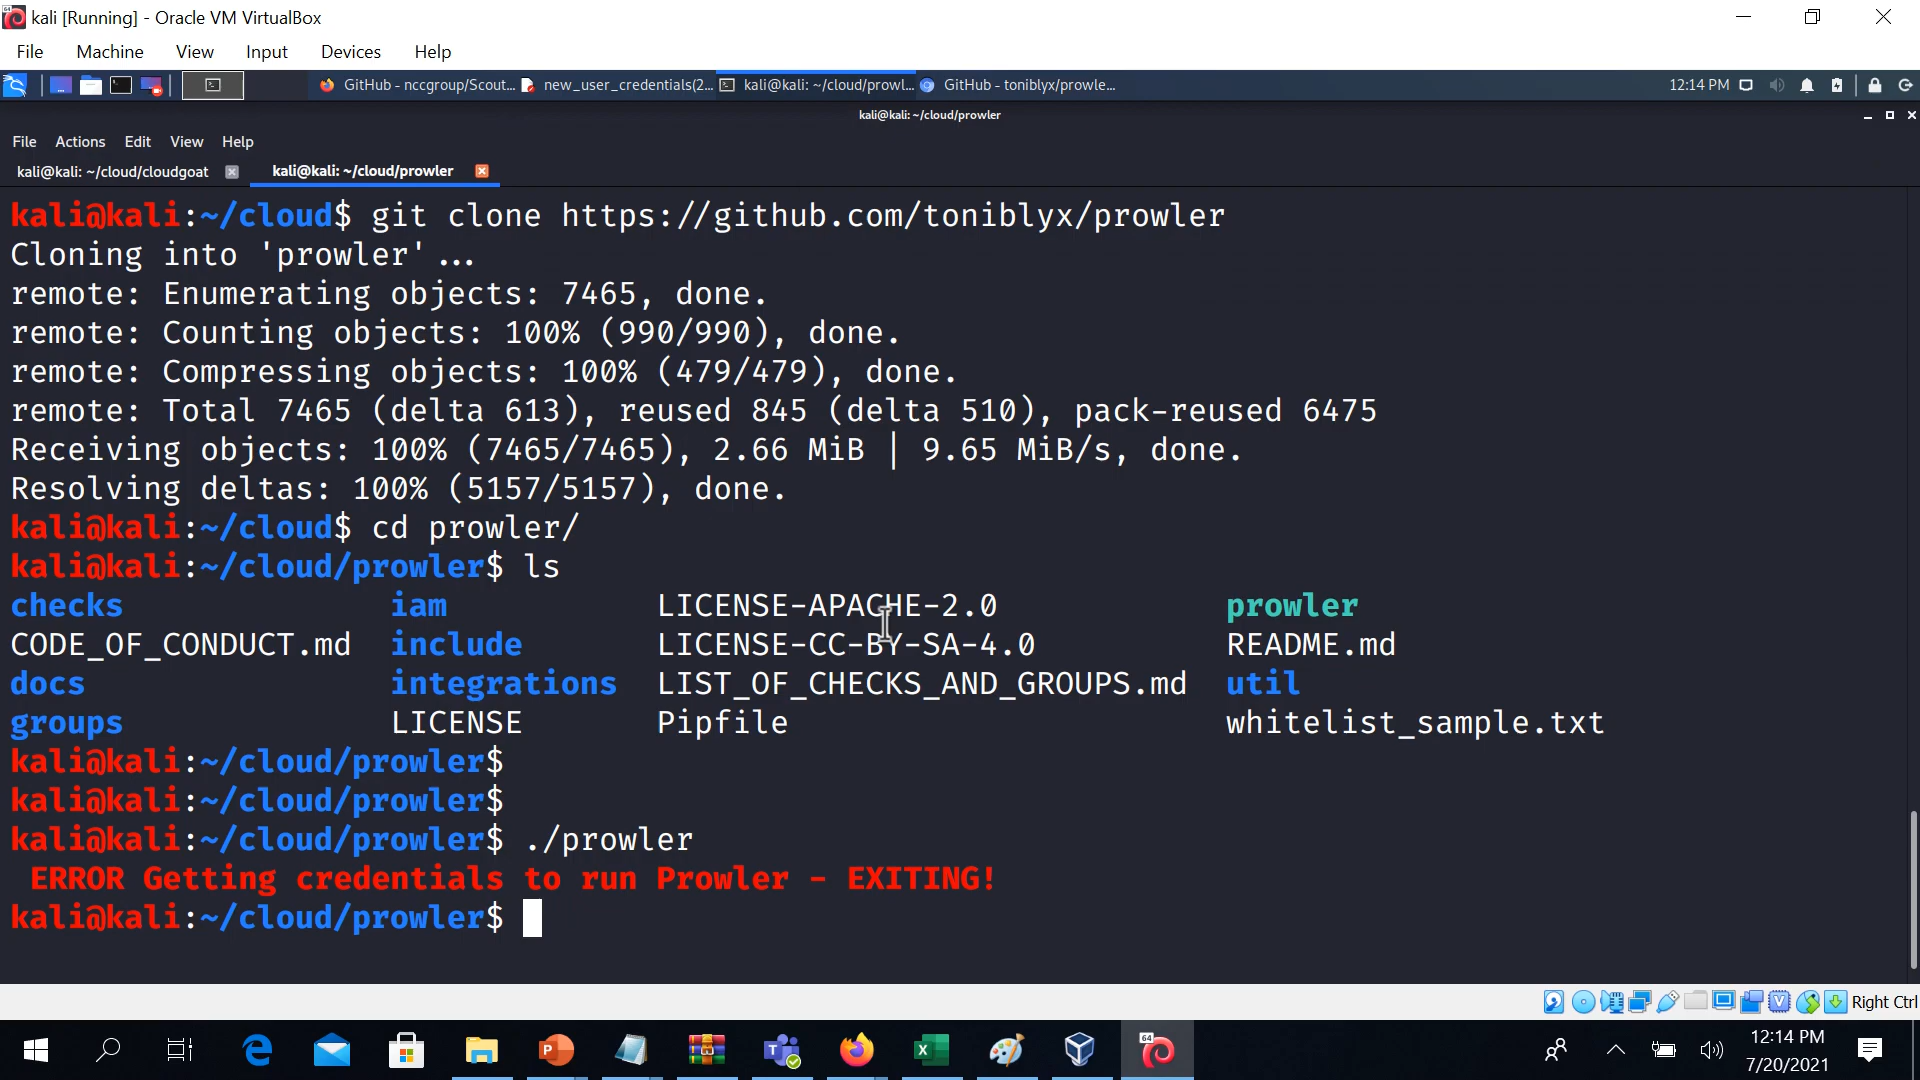 kali [Running] - Oracle VM VirtualBox
File Machine View Input Devices Help
GitHub - nccgroup/Scout... new_user_credentials(2... kali@kali: ~/cloud/prowl... GitHub - toniblyx/prowle... 12:14 PM
kali@kali: ~/cloud/prowler
File Actions Edit View Help
kali@kali: ~/cloud/cloudgoat kali@kali: ~/cloud/prowler
kali@kali:~/cloud$ git clone https://github.com/toniblyx/prowler
Cloning into 'prowler'...
remote: Enumerating objects: 7465, done.
remote: Counting objects: 100% (990/990), done.
remote: Compressing objects: 100% (479/479), done.
remote: Total 7465 (delta 613), reused 845 (delta 510), pack-reused 6475
Receiving objects: 100% (7465/7465), 2.66 MiB | 9.65 MiB/s, done.
Resolving deltas: 100% (5157/5157), done.
kali@kali:~/cloud$ cd prowler/
kali@kali:~/cloud/prowler$ ls
checks iam LICENSE-APACHE-2.0 prowler
CODE_OF_CONDUCT.md include LICENSE-CC-BY-SA-4.0 README.md
docs integrations LIST_OF_CHECKS_AND_GROUPS.md util
groups LICENSE Pipfile whitelist_sample.txt
kali@kali:~/cloud/prowler$
kali@kali:~/cloud/prowler$
kali@kali:~/cloud/prowler$ ./prowler
ERROR Getting credentials to run Prowler - EXITING!
kali@kali:~/cloud/prowler$
Right Ctrl
12:14 PM
7/20/2021